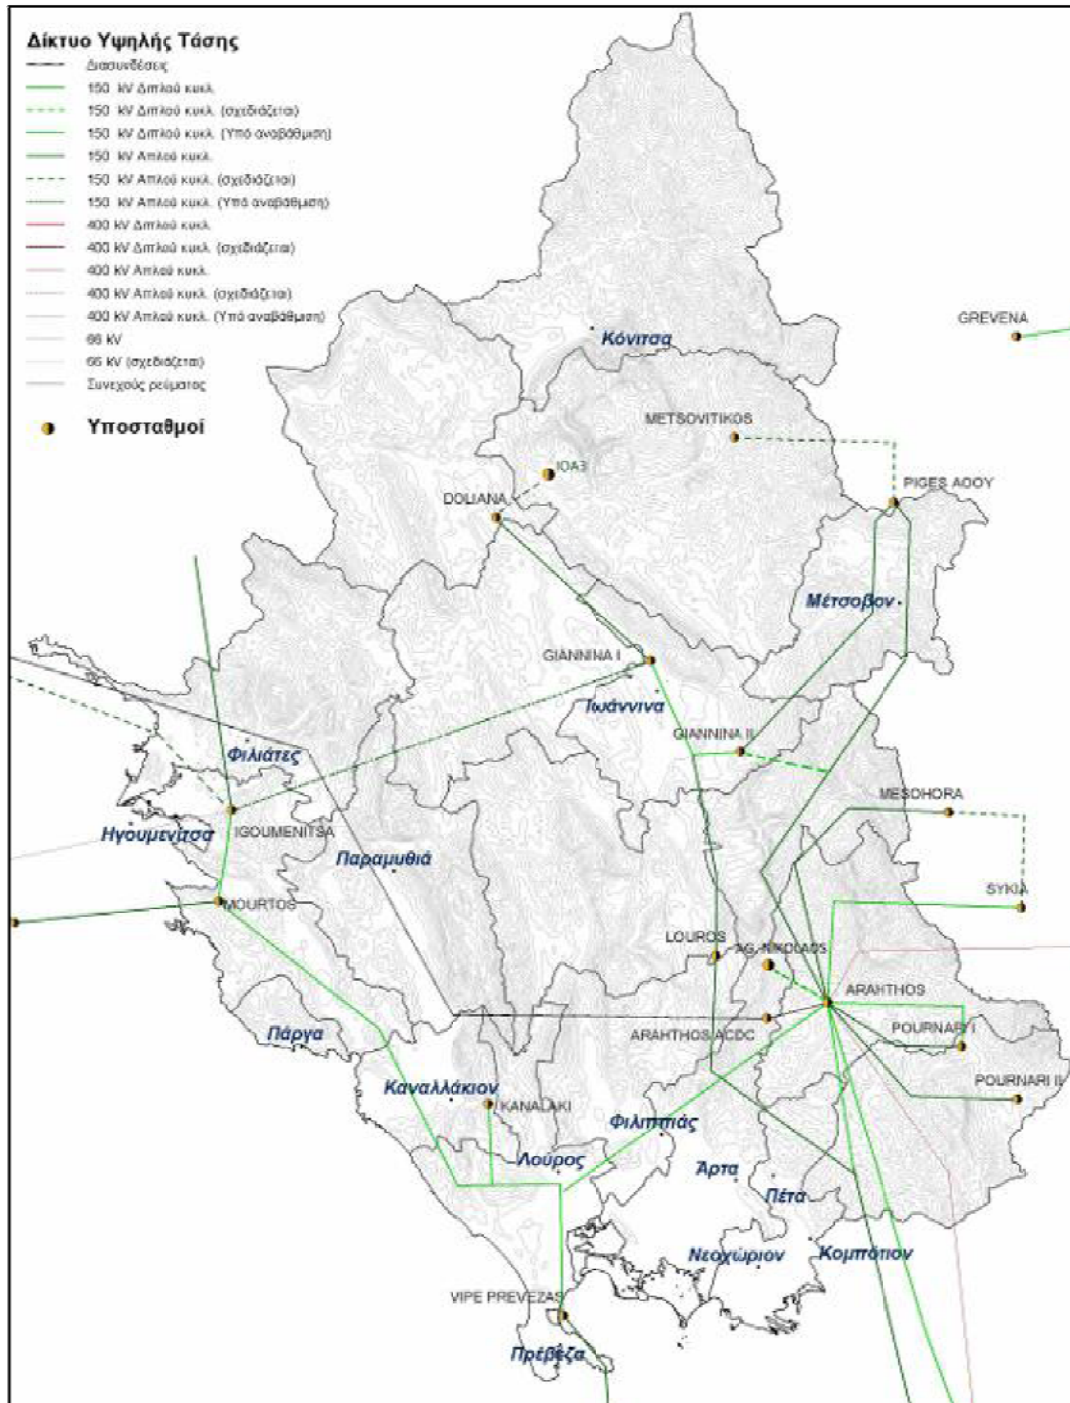 Δίκτυο Υψηλής Τάσης
Διασυνδέσεις
150 kV Διπλού κυκλ.
150 kV Διπλού κυκλ. (σχεδιάζεται)
150 kV Διπλού κυκλ. (Υπό αναβάθμιση)
150 kV Απλού κυκλ.
150 kV Απλού κυκλ. (σχεδιάζεται)
150 kV Απλού κυκλ. (Υπό αναβάθμιση)
400 kV Διπλού κυκλ.
400 kV Διπλού κυκλ. (σχεδιάζεται)
400 kV Απλού κυκλ.
400 kV Απλού κυκλ. (σχεδιάζεται)
400 kV Απλού κυκλ. (Υπό αναβάθμιση)
66 kV
66 kV (σχεδιάζεται)
Συνεχούς ρεύματος
Υποσταθμοί
GREVENA
Κόνιτσα
METSOVITIKOS
IOA3
PIGES AOOY
DOLIANA
Μέτσοβον
GIANNINA I
Ιωάννινα
GIANNINA II
Φιλιάτες
MESOHORA
Ηγουμενίτσα
IGOUMENITSA
Παραμυθιά
SYKIA
MOURTOS
LOUROS
AG. NIKOLAOS
ARAHTHOS
Πάργα
ARAHTHOS ACDC
POURNARI I
POURNARI II
Καναλλάκιον
KANALAKI
Φιλιππιάς
Λούρος
Άρτα
Πέτα
Νεοχώριον
Κομπότιον
VIPE PREVEZAS
Πρέβεζα